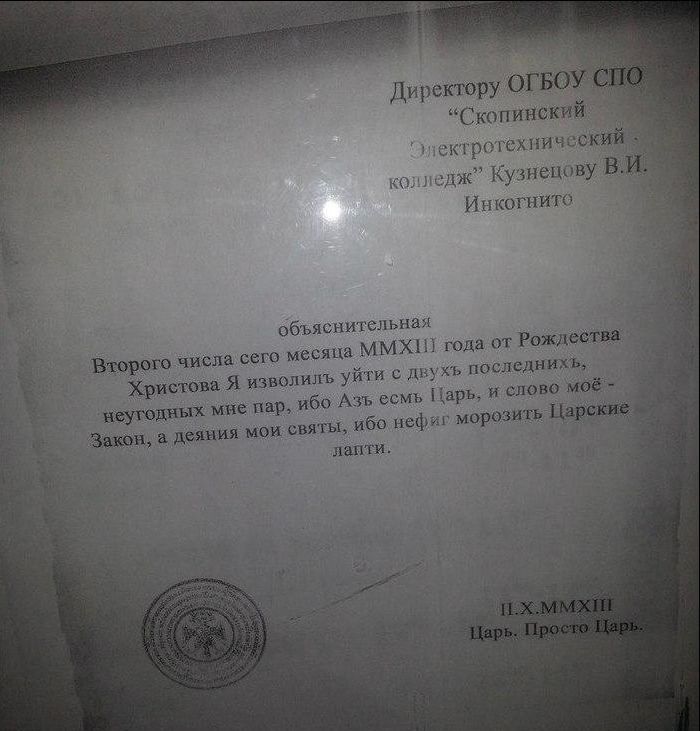 Директору ОГБОУ СПО
“Скопинский
Электротехнический
колледж” Кузнецову В.И.
Инкогнито
объяснительная
Второго числа сего месяца MMXIII года от Рождества
Христова Я изволилъ уйти с двухъ последнихъ,
неугодных мне пар, ибо Азъ есмь Царь, и слово моё -
Закон, а деяния мои святы, ибо нефиг морозить Царские
лапти.
II.X.MMXIII
Царь. Просто Царь.